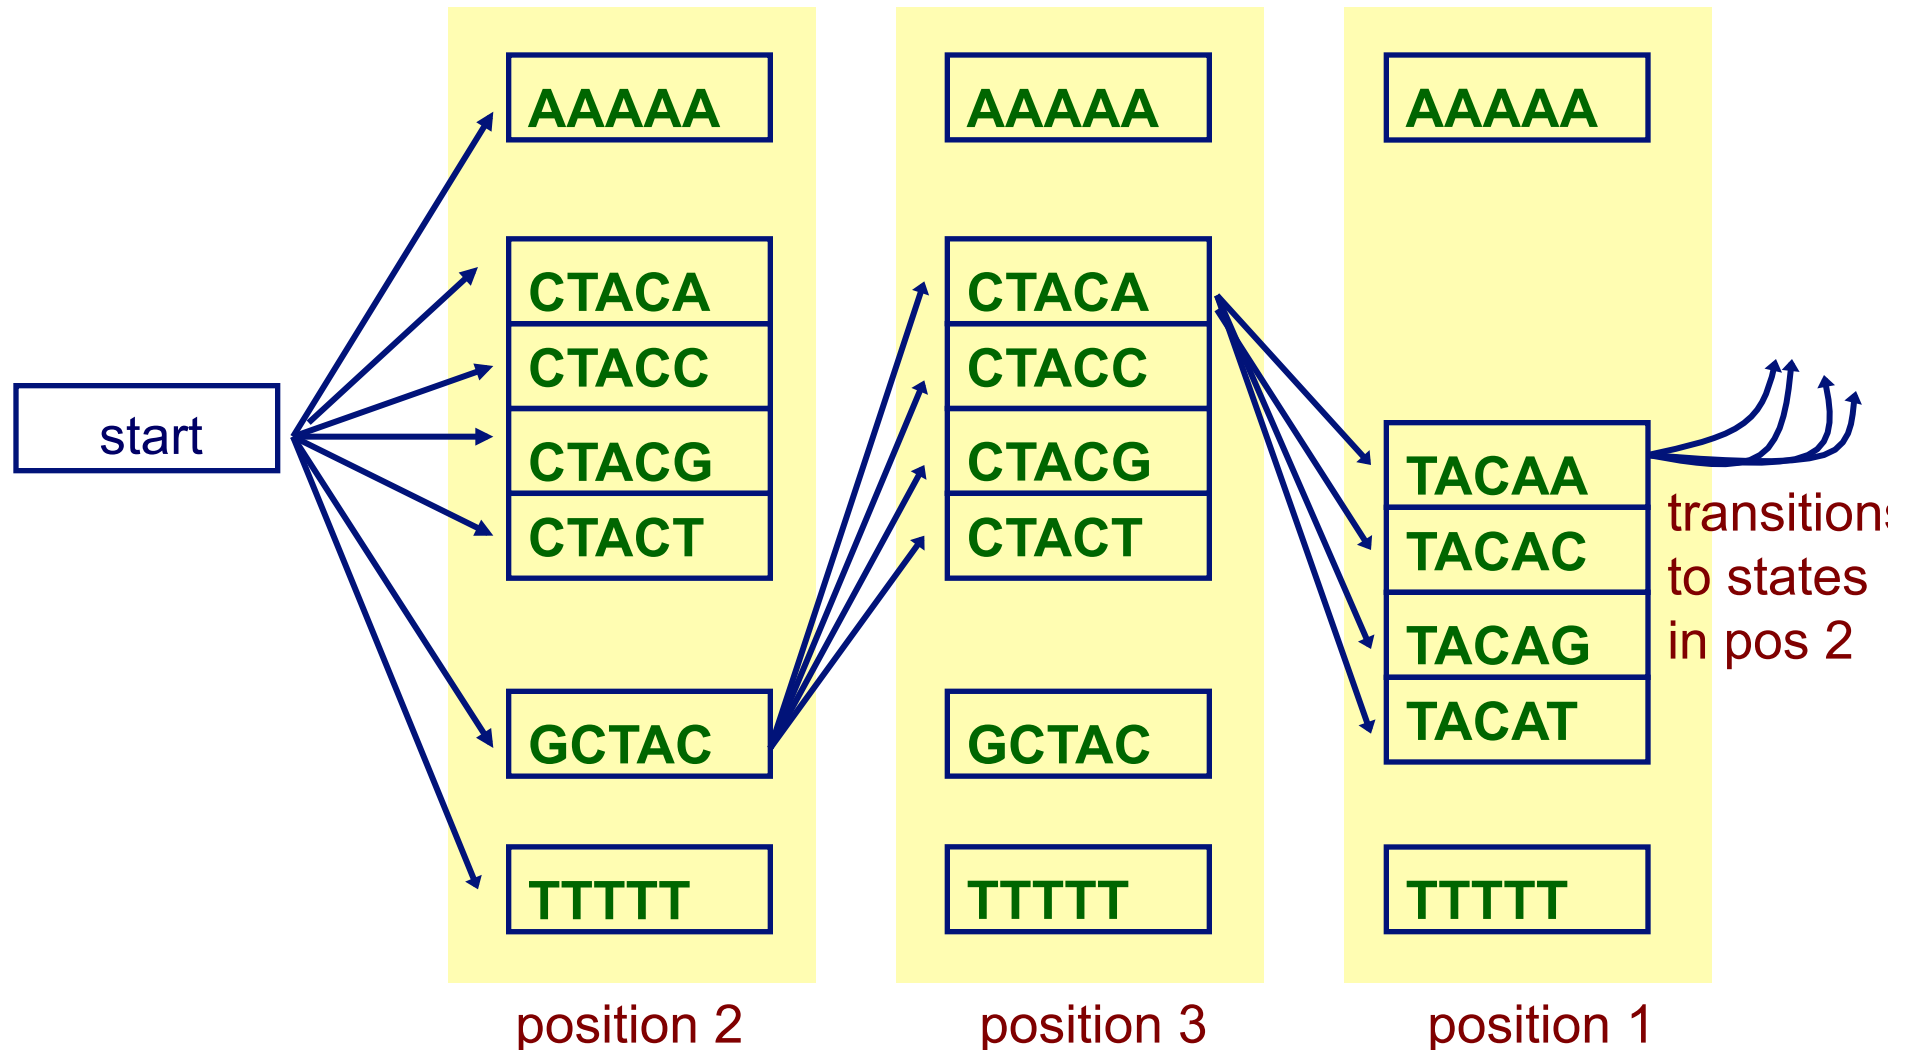 start
AAAAA
CTACA
CTACC
CTACG
CTACT
GCTAC
TTTTT
position 2
AAAAA
CTACA
CTACC
CTACG
CTACT
GCTAC
TTTTT
position 3
AAAAA
TACAA
TACAC
TACAG
TACAT
TTTTT
position 1
transitions
to states
in pos 2